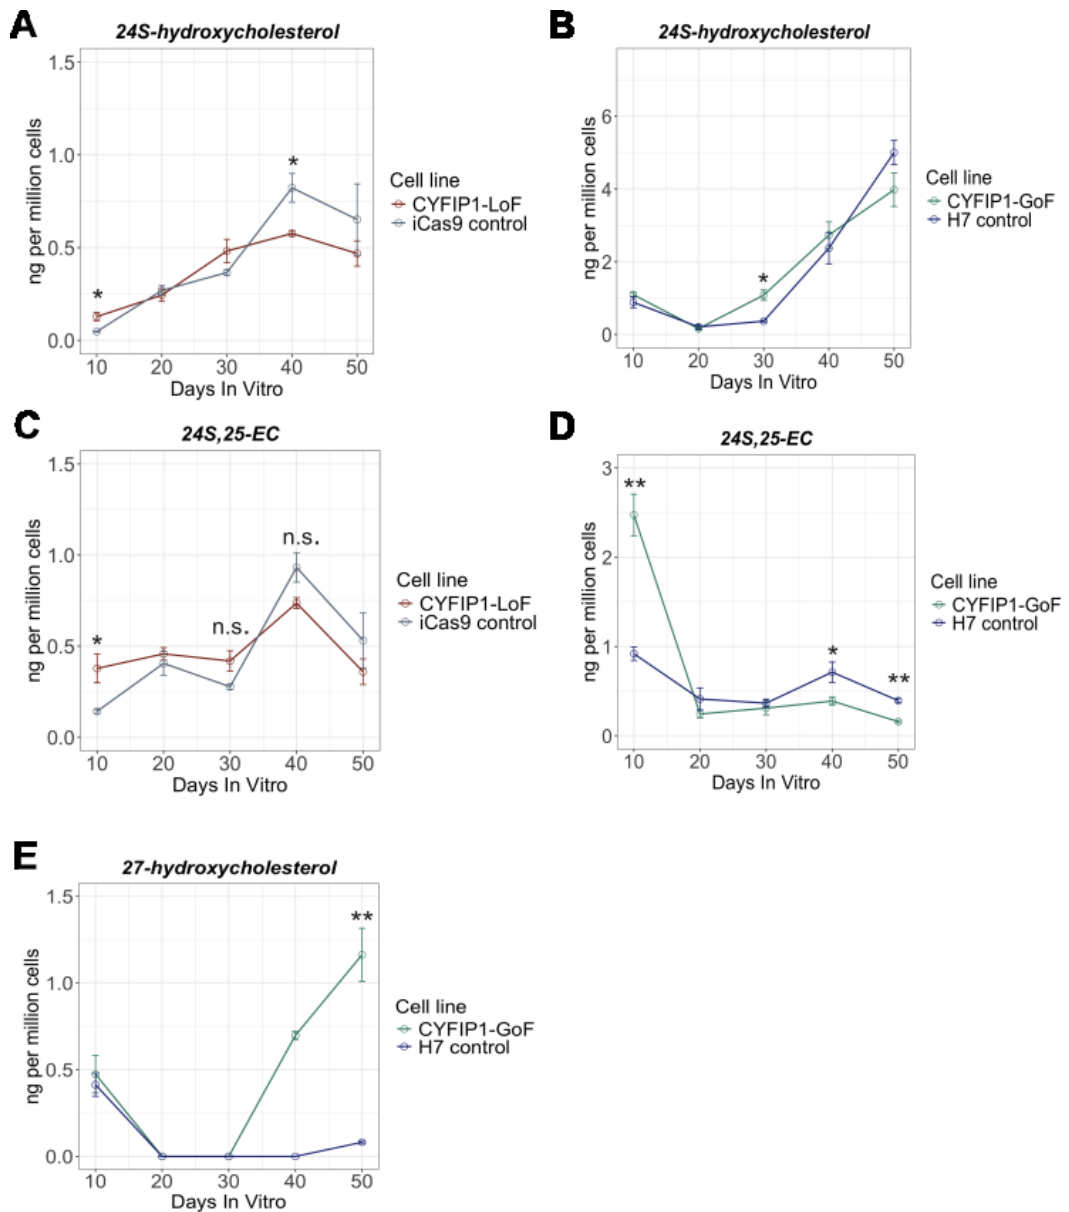 A
24S-hydroxycholesterol
ng per million cells
1.5
1.0
0.5
0.0
*
*
10 20 30 40 50
Days In Vitro
Cell line
CYFIP1-LoF
iCas9 control
B
24S-hydroxycholesterol
ng per million cells
6
4
2
0
*
10 20 30 40 50
Days In Vitro
Cell line
CYFIP1-GoF
H7 control
C
24S,25-EC
ng per million cells
1.5
1.0
0.5
0.0
*
n.s.
n.s.
10 20 30 40 50
Days In Vitro
Cell line
CYFIP1-LoF
iCas9 control
D
24S,25-EC
ng per million cells
3
2
1
0
**
*
**
10 20 30 40 50
Days In Vitro
Cell line
CYFIP1-GoF
H7 control
E
27-hydroxycholesterol
ng per million cells
1.5
1.0
0.5
0.0
**
10 20 30 40 50
Days In Vitro
Cell line
CYFIP1-GoF
H7 control